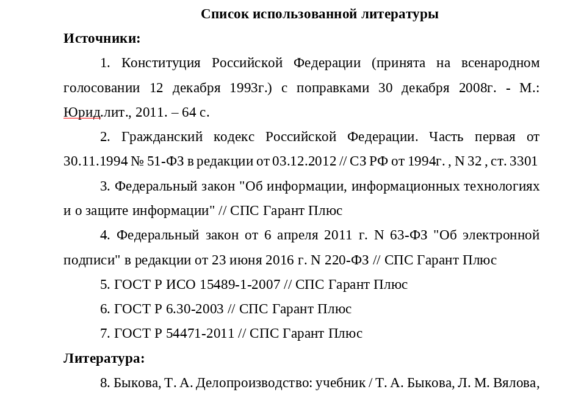 Список использованной литературы
Источники:
1. Конституция Российской Федерации (принята на всенародном
голосовании 12 декабря 1993г.) с поправками 30 декабря 2008г. - М.:
Юрид.лит., 2011. – 64 с.
2. Гражданский кодекс Российской Федерации. Часть первая от
30.11.1994 № 51-ФЗ в редакции от 03.12.2012 // СЗ РФ от 1994г. , N 32 , ст. 3301
3. Федеральный закон "Об информации, информационных технологиях
и о защите информации" // СПС Гарант Плюс
4. Федеральный закон от 6 апреля 2011 г. N 63-ФЗ "Об электронной
подписи" в редакции от 23 июня 2016 г. N 220-ФЗ // СПС Гарант Плюс
5. ГОСТ Р ИСО 15489-1-2007 // СПС Гарант Плюс
6. ГОСТ Р 6.30-2003 // СПС Гарант Плюс
7. ГОСТ Р 54471-2011 // СПС Гарант Плюс
Литература:
8. Быкова, Т. А. Делопроизводство: учебник / Т. А. Быкова, Л. М. Вялова,